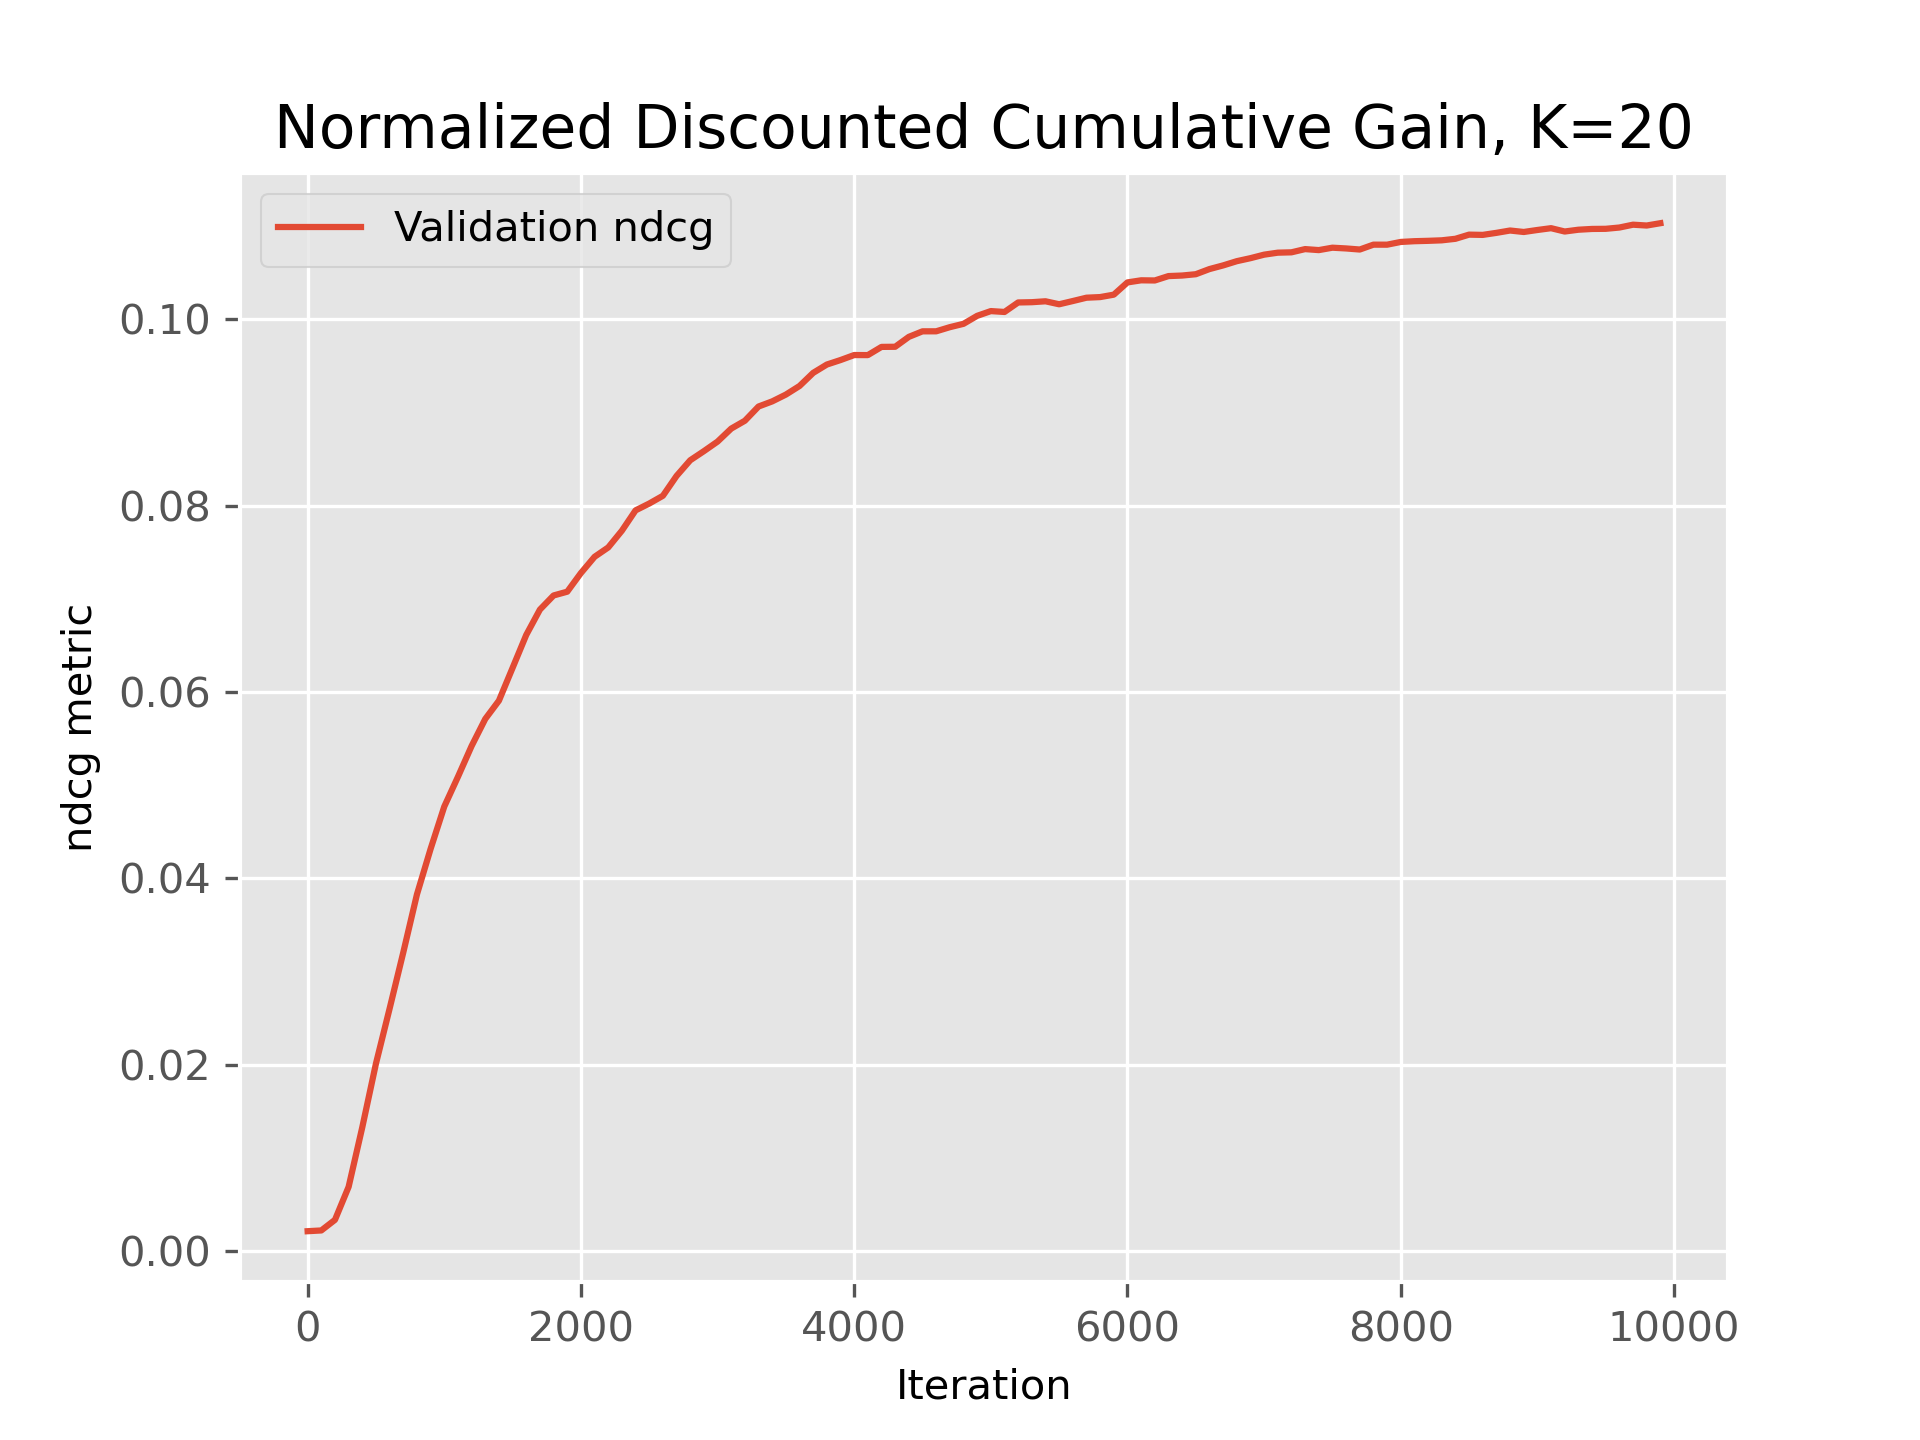 Normalized Discounted Cumulative Gain, K=20
Validation ndcg
0.10
0.08
0.06
0.04
0.02
0.00
ndcg metric
0 2000 4000 6000 8000 10000
Iteration